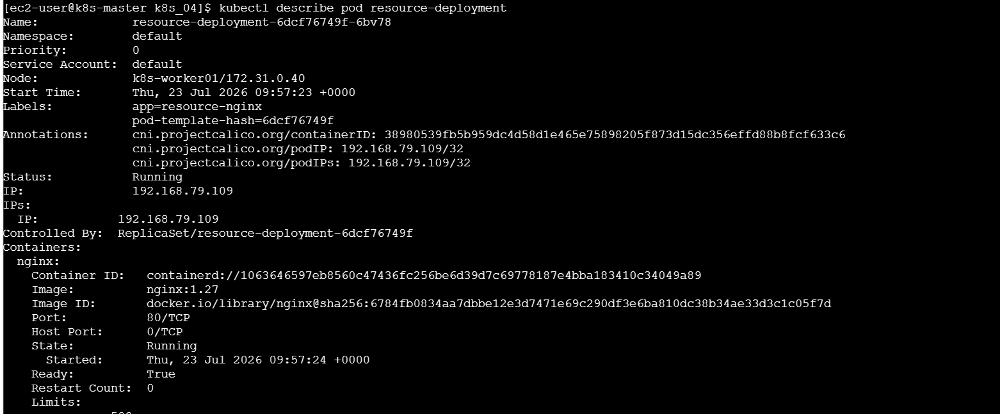 [ec2-user@k8s-master k8s_04]$ kubectl describe pod resource-deployment
Name:             resource-deployment-6dcf76749f-6bv78
Namespace:        default
Priority:         0
Service Account:  default
Node:             k8s-worker01/172.31.0.40
Start Time:       Thu, 23 Jul 2026 09:57:23 +0000
Labels:           app=resource-nginx
                  pod-template-hash=6dcf76749f
Annotations:      cni.projectcalico.org/containerID: 38980539fb5b959dc4d58d1e465e75898205f873d15dc356effd88b8fcf633c6
                  cni.projectcalico.org/podIP: 192.168.79.109/32
                  cni.projectcalico.org/podIPs: 192.168.79.109/32
Status:           Running
IP:               192.168.79.109
IPs:
  IP:           192.168.79.109
Controlled By:  ReplicaSet/resource-deployment-6dcf76749f
Containers:
  nginx:
    Container ID:   containerd://1063646597eb8560c47436fc256be6d39d7c69778187e4bba183410c34049a89
    Image:          nginx:1.27
    Image ID:       docker.io/library/nginx@sha256:6784fb0834aa7dbbe12e3d7471e69c290df3e6ba810dc38b34ae33d3c1c05f7d
    Port:           80/TCP
    Host Port:      0/TCP
    State:          Running
      Started:      Thu, 23 Jul 2026 09:57:24 +0000
    Ready:          True
    Restart Count:  0
    Limits: